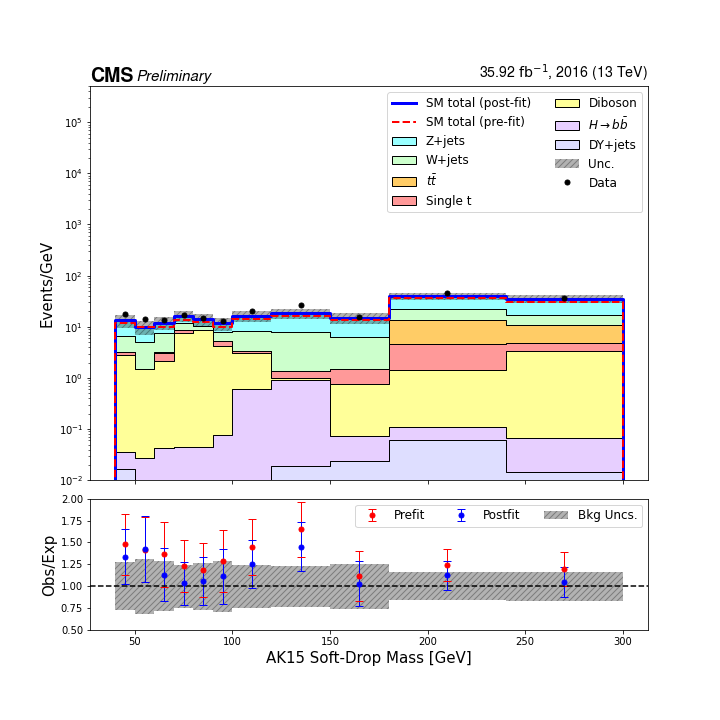 CMS Preliminary
35.92 fb⁻¹, 2016 (13 TeV)
Events/GeV
10⁵
10⁴
10³
10²
10¹
10⁰
10⁻¹
10⁻²
SM total (post-fit)
SM total (pre-fit)
Z+jets
W+jets
tt̄
Single t
Diboson
H→bb̄
DY+jets
Unc.
Data
Obs/Exp
2.00
1.75
1.50
1.25
1.00
0.75
0.50
Prefit
Postfit
Bkg Uncs.
50 100 150 200 250 300
AK15 Soft-Drop Mass [GeV]